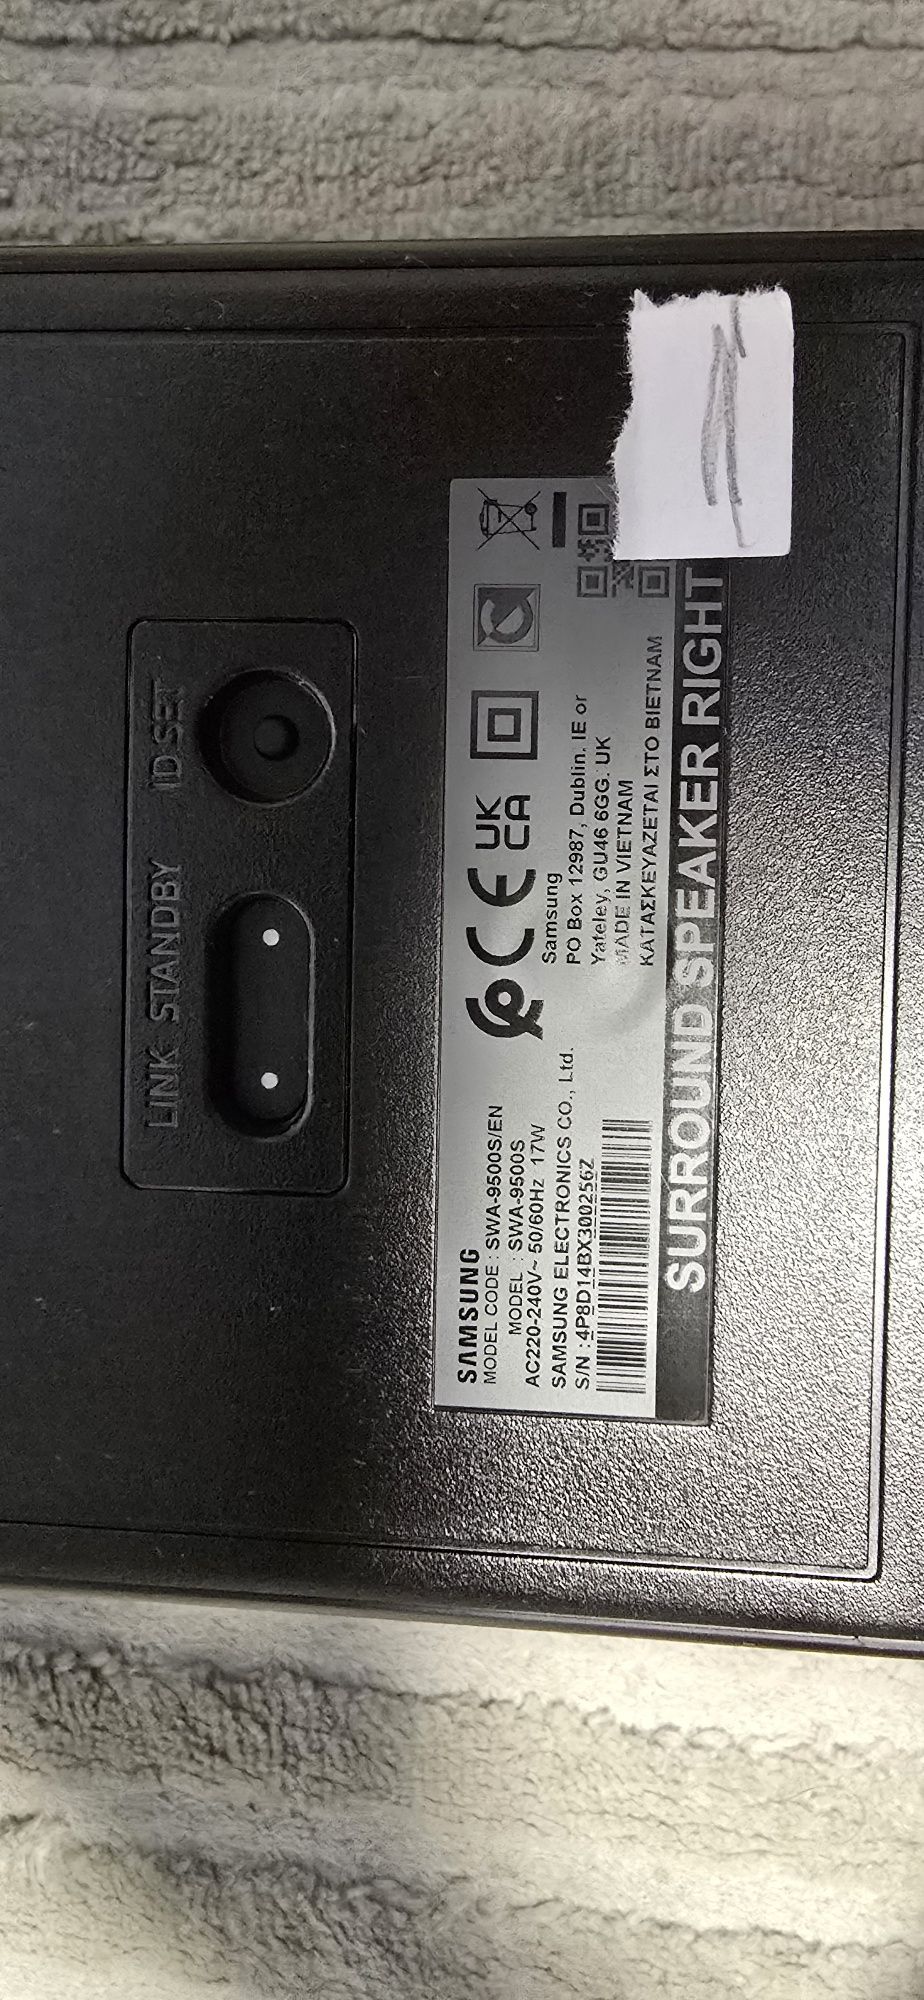 LINK STANDBY ID SET
SAMSUNG
MODEL CODE : SWA-9500S/EN
MODEL : SWA-9500S
AC220-240V~ 50/60Hz 17W
SAMSUNG ELECTRONICS CO., Ltd.
S/N : 4P8D14BX300256Z
CE UK
CA
Samsung
PO Box 12987, Dublin. IE or
Yateley, GU46 6GG. UK
MADE IN VIETNAM
ΚΑΤΑΣΚΕΥΑΖΕΤΑΙ ΣΤΟ ΒΙΕΤΝΑΜ
SURROUND SPEAKER RIGHT